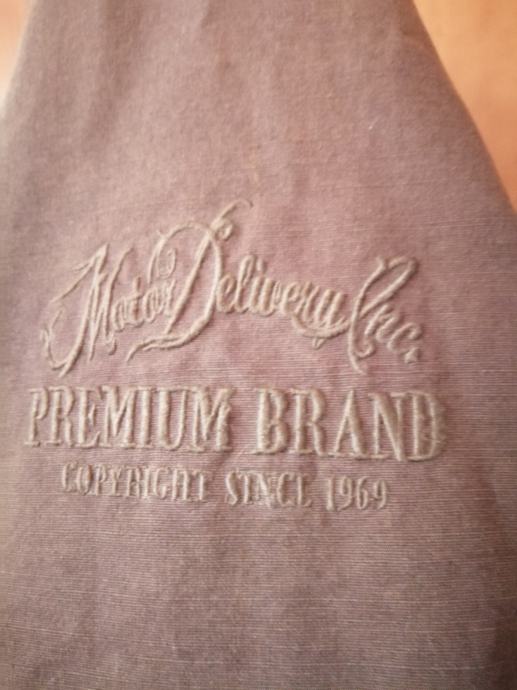 Motor Delivery Inc.
PREMIUM BRAND
COPYRIGHT SINCE 1969